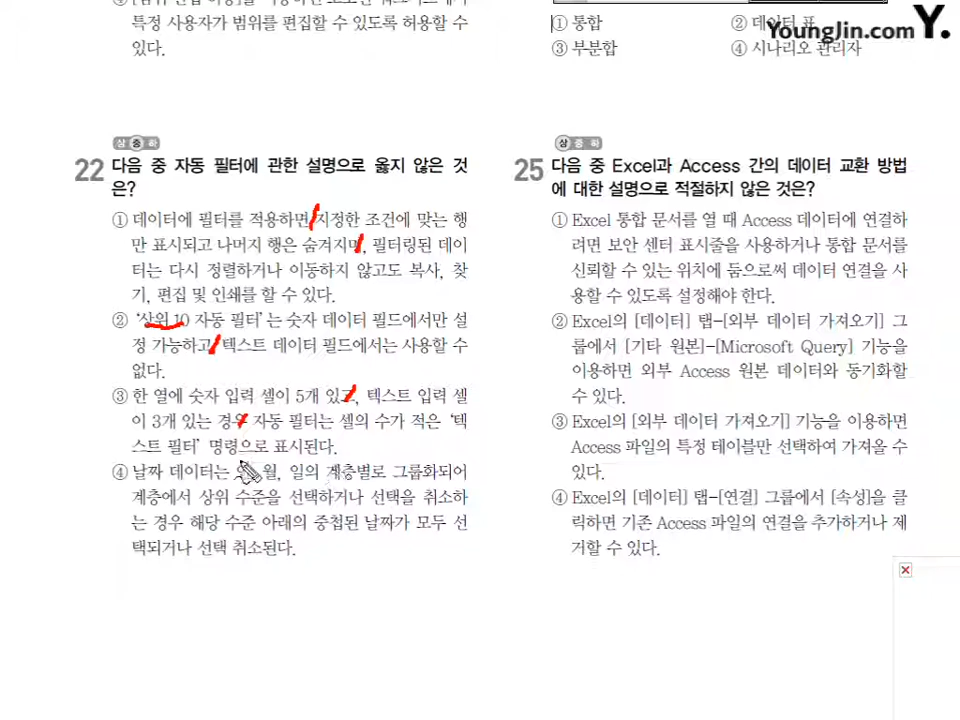 특정 사용자가 범위를 편집할 수 있도록 허용할 수
있다.
22 다음 중 자동 필터에 관한 설명으로 옳지 않은 것
은?
① 데이터에 필터를 적용하면 지정한 조건에 맞는 행
만 표시되고 나머지 행은 숨겨지며, 필터링된 데이
터는 다시 정렬하거나 이동하지 않고도 복사, 찾
기, 편집 및 인쇄를 할 수 있다.
② ‘상위 10 자동 필터’는 숫자 데이터 필드에서만 설
정 가능하고 텍스트 데이터 필드에서는 사용할 수
없다.
③ 한 열에 숫자 입력 셀이 5개 있고, 텍스트 입력 셀
이 3개 있는 경우 자동 필터는 셀의 수가 적은 ‘텍
스트 필터’ 명령으로 표시된다.
④ 날짜 데이터는 월, 일의 계층별로 그룹화되어
계층에서 상위 수준을 선택하거나 선택을 취소하
는 경우 해당 수준 아래의 중첩된 날짜가 모두 선
택되거나 선택 취소된다.
YoungJin.com Y.
① 통합
② 데이터 표
③ 부분합
④ 시나리오 관리자
상 중 하
25 다음 중 Excel과 Access 간의 데이터 교환 방법
에 대한 설명으로 적절하지 않은 것은?
① Excel 통합 문서를 열 때 Access 데이터에 연결하
려면 보안 센터 표시줄을 사용하거나 통합 문서를
신뢰할 수 있는 위치에 둠으로써 데이터 연결을 사
용할 수 있도록 설정해야 한다.
② Excel의 [데이터] 탭-[외부 데이터 가져오기] 그
룹에서 [기타 원본]-[Microsoft Query] 기능을
이용하면 외부 Access 원본 데이터와 동기화할
수 있다.
③ Excel의 [외부 데이터 가져오기] 기능을 이용하면
Access 파일의 특정 테이블만 선택하여 가져올 수
있다.
④ Excel의 [데이터] 탭-[연결] 그룹에서 [속성]을 클
릭하면 기존 Access 파일의 연결을 추가하거나 제
거할 수 있다.